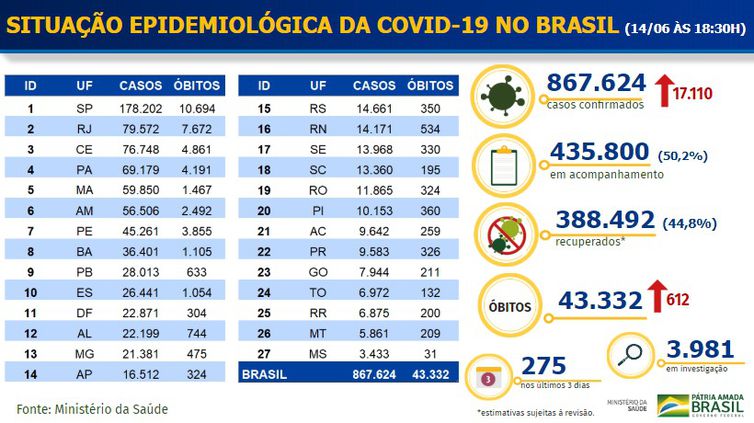 SITUAÇÃO EPIDEMIOLÓGICA DA COVID-19 NO BRASIL (14/06 ÀS 18:30H)
ID UF CASOS ÓBITOS
1 SP 178.202 10.694
2 RJ 79.572 7.672
3 CE 76.748 4.861
4 PA 69.179 4.191
5 MA 59.850 1.467
6 AM 56.506 2.492
7 PE 45.261 3.855
8 BA 36.401 1.105
9 PB 28.013 633
10 ES 26.441 1.054
11 DF 22.871 304
12 AL 22.199 744
13 MG 21.381 475
14 AP 16.512 324
ID UF CASOS ÓBITOS
15 RS 14.661 350
16 RN 14.171 534
17 SE 13.968 330
18 SC 13.360 195
19 RO 11.865 324
20 PI 10.153 360
21 AC 9.642 259
22 PR 9.583 326
23 GO 7.944 211
24 TO 6.972 132
25 RR 6.875 200
26 MT 5.861 209
27 MS 3.433 31
BRASIL 867.624 43.332
867.624 17.110
casos confirmados
435.800 (50,2%)
em acompanhamento
388.492 (44,8%)
recuperados*
ÓBITOS 43.332 612
3 275
nos últimos 3 dias
3.981
em investigação
*estimativas sujeitas à revisão.
Fonte: Ministério da Saúde
MINISTÉRIO DA
SAÚDE
PÁTRIA AMADA
BRASIL
GOVERNO FEDERAL